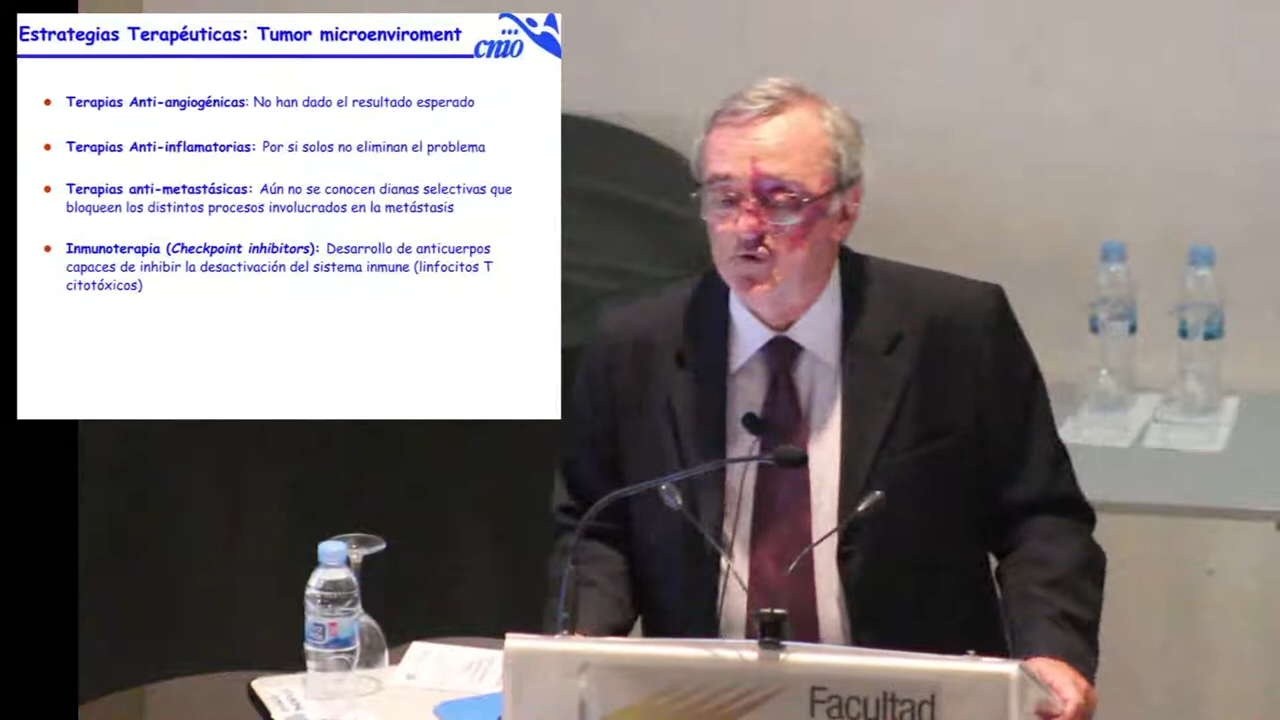 Estrategias Terapéuticas: Tumor microenviroment
cnio
● Terapias Anti-angiogénicas: No han dado el resultado esperado
● Terapias Anti-inflamatorias: Por si solos no eliminan el problema
● Terapias anti-metastásicas: Aún no se conocen dianas selectivas que
bloqueen los distintos procesos involucrados en la metástasis
● Inmunoterapia (Checkpoint inhibitors): Desarrollo de anticuerpos
capaces de inhibir la desactivación del sistema inmune (linfocitos T
citotóxicos)
Facultad